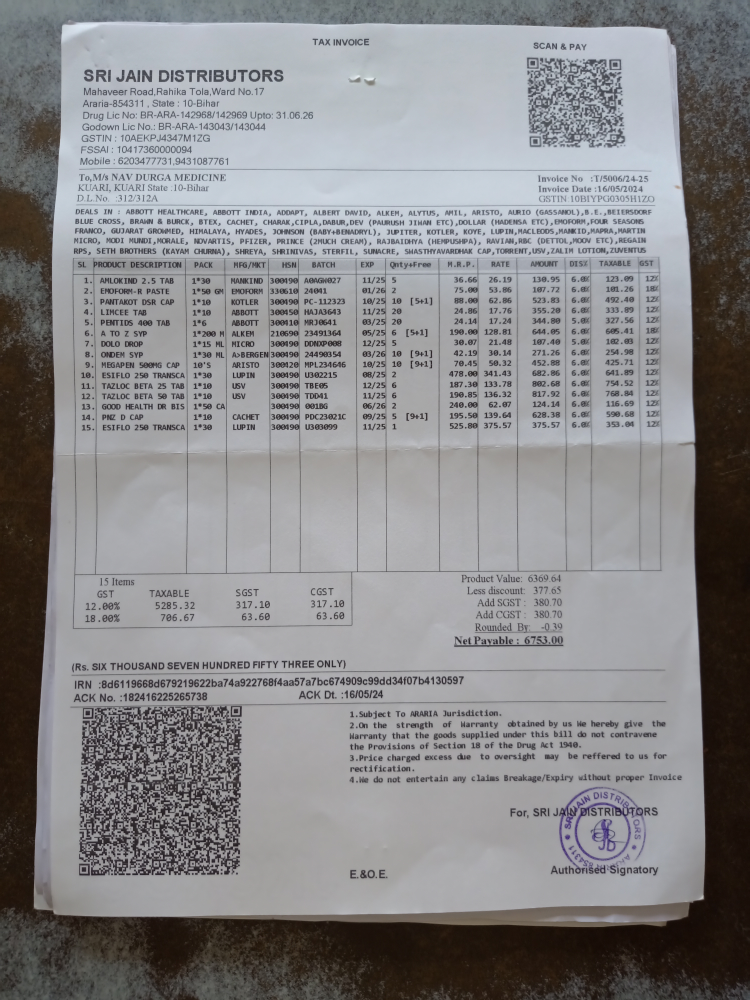 TAX INVOICE
SCAN & PAY
SRI JAIN DISTRIBUTORS
Mahaveer Road,Rahika Tola,Ward No.17
Araria-854311 , State : 10-Bihar
Drug Lic No: BR-ARA-142968/142969 Upto: 31.06.26
Godown Lic No.: BR-ARA-143043/143044
GSTIN : 10AEKPJ4347M1ZG
FSSAI : 10417360000094
Mobile : 6203477731,9431087761
To,M/s NAV DURGA MEDICINE
KUARI, KUARI State :10-Bihar
D.L.No. :312/312A
Invoice No :T/5006/24-25
Invoice Date :16/05/2024
GSTIN 10BIYPG0305H1ZO
DEALS IN : ABBOTT HEALTHCARE, ABBOTT INDIA, ADDAPT, ALBERT DAVID, ALKEM, ALYTUS, AMIL, ARISTO, AURIO (GASSANOL),B.E.,BEIERSDORF
BLUE CROSS, BRAWN & BURCK, BTEX, CACHET, CHARAK,CIPLA,DABUR,DEV (PAURUSH JIHAN ETC),DOLLAR (HADENSA ETC),EMOFORM,FOUR SEASONS
FRANCO, GUJARAT GROWMED, HIMALAYA, HYADES, JOHNSON (BABY+BENADRYL), JUPITER, KOTLER, KOYE, LUPIN,MACLEODS,MANKID,MAPRA,MARTIN
MICRO, MODI MUNDI,MORALE, NOVARTIS, PFIZER, PRINCE (2MUCH CREAM), RAJBAIDHYA (HEMPUSHPA), RAVIAN,RBC (DETTOL,MOOV ETC),REGAIN
RPS, SETH BROTHERS (KAYAM CHURNA), SHREYA, SHRINIVAS, STERFIL, SUNACRE, SHASTHYAVARDHAK CAP,TORRENT,USV,ZALIM LOTION,ZUVENTUS
SL PRODUCT DESCRIPTION PACK MFG/MKT HSN BATCH EXP Qnty+Free M.R.P. RATE AMOUNT DIS% TAXABLE GST
1. AMLOKIND 2.5 TAB 1*30 MANKIND 300490 A0AGW027 11/25 5 36.66 26.19 130.95 6.0% 123.09 12%
2. EMOFORM-R PASTE 1*50 GM EMOFORM 330610 24041 01/26 2 75.00 53.86 107.72 6.0% 101.26 18%
3. PANTAKOT DSR CAP 1*10 KOTLER 300490 PC-112323 10/25 10 [5+1] 88.00 62.86 523.83 6.0% 492.40 12%
4. LIMCEE TAB 1*10 ABBOTT 300450 HAJA3643 11/25 20 24.86 17.76 355.20 6.0% 333.89 12%
5. PENTIDS 400 TAB 1*6 ABBOTT 300410 MRJ0641 03/25 20 24.14 17.24 344.80 5.0% 327.56 12%
6. A TO Z SYP 1*200 M ALKEM 210690 23491364 05/25 6 [5+1] 190.00 128.81 644.05 6.0% 605.41 18%
7. DOLO DROP 1*15 ML MICRO 300490 DDNXP008 12/25 5 30.07 21.48 107.40 5.0% 102.03 12%
8. ONDEM SYP 1*30 ML A>BERGEN 300490 24490354 03/26 10 [9+1] 42.19 30.14 271.26 6.0% 254.98 12%
9. MEGAPEN 500MG CAP 10'S ARISTO 300420 MPL234646 10/25 10 [9+1] 70.45 50.32 452.88 6.0% 425.71 12%
10. ESIFLO 250 TRANSCA 1*30 LUPIN 300490 U302215 08/25 2 478.00 341.43 682.86 6.0% 641.89 12%
11. TAZLOC BETA 25 TAB 1*10 USV 300490 TBE05 12/25 6 187.30 133.78 802.68 6.0% 754.52 12%
12. TAZLOC BETA 50 TAB 1*10 USV 300490 TDD41 11/25 6 190.85 136.32 817.92 6.0% 768.84 12%
13. GOOD HEALTH DR BIS 1*50 CA 300490 001BG 06/26 2 240.00 62.07 124.14 6.0% 116.69 12%
14. PNZ D CAP 1*10 CACHET 300490 PDC23021C 09/25 5 [9+1] 195.50 139.64 628.38 6.0% 590.68 12%
15. ESIFLO 250 TRANSCA 1*30 LUPIN 300490 U303099 11/25 1 525.80 375.57 375.57 6.0% 353.04 12%
15 Items
GST TAXABLE SGST CGST
12.00% 5285.32 317.10 317.10
18.00% 706.67 63.60 63.60
Product Value: 6369.64
Less discount: 377.65
Add SGST : 380.70
Add CGST : 380.70
Rounded By: -0.39
Net Payable : 6753.00
(Rs. SIX THOUSAND SEVEN HUNDRED FIFTY THREE ONLY)
IRN :8d6119668d679219622ba74a922768f4aa57a7bc674909c99dd34f07b4130597
ACK No. :182416225265738 ACK Dt. :16/05/24
1.Subject To ARARIA Jurisdiction.
2.On the strength of Warranty obtained by us We hereby give the
Warranty that the goods supplied under this bill do not contravene
the Provisions of Section 18 of the Drug Act 1940.
3.Price charged excess due to oversight may be reffered to us for
rectification.
4.We do not entertain any claims Breakage/Expiry without proper Invoice
For, SRI JAIN DISTRIBUTORS
SRI JAIN DISTRIBUTORS
Authorised Signatory
E.&O.E.